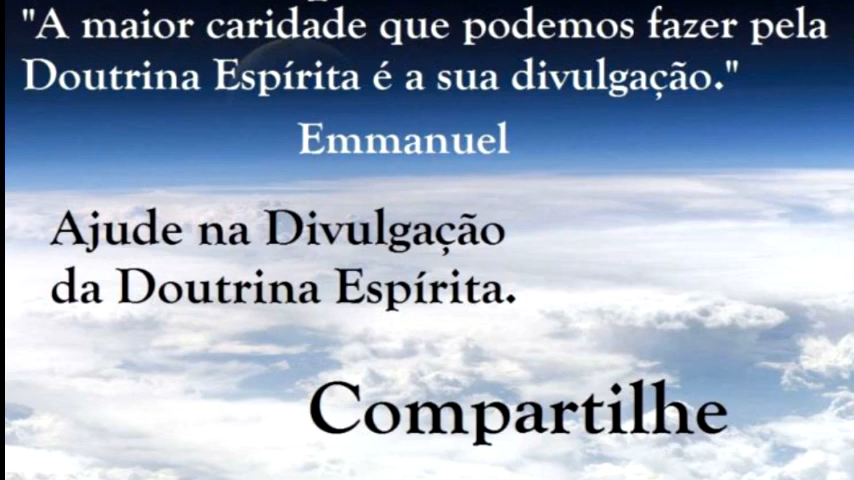 "A maior caridade que podemos fazer pela
Doutrina Espírita é a sua divulgação."
Emmanuel
Ajude na Divulgação
da Doutrina Espírita.
Compartilhe